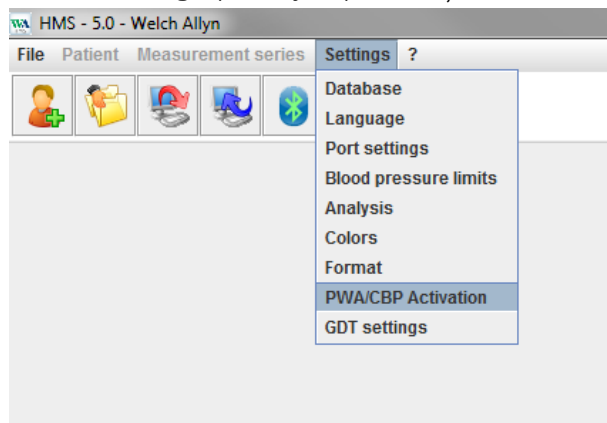 HMS - 5.0 - Welch Allyn
File Patient Measurement series Settings ?
Database
Language
Port settings
Blood pressure limits
Analysis
Colors
Format
PWA/CBP Activation
GDT settings